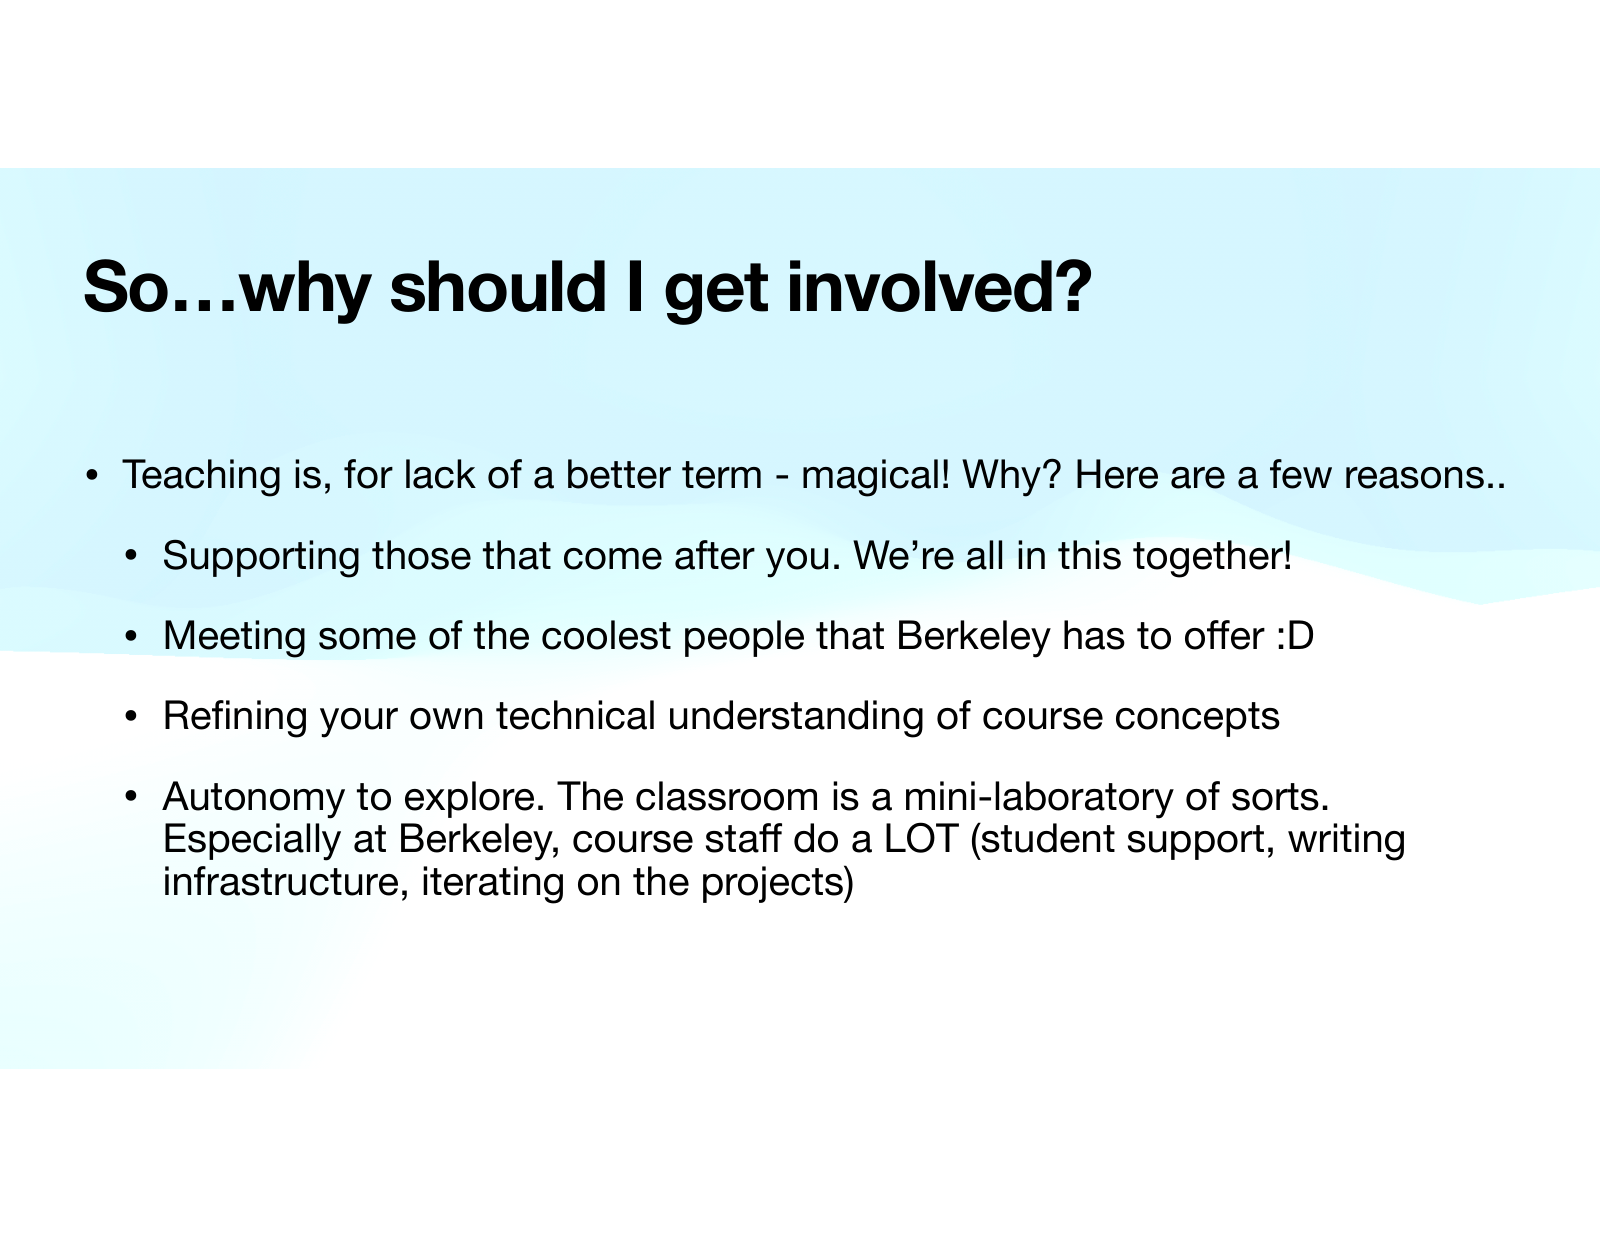 So…why should I get involved?
• Teaching is, for lack of a better term - magical! Why? Here are a few reasons..
• Supporting those that come after you. We’re all in this together!
• Meeting some of the coolest people that Berkeley has to offer :D
• Refining your own technical understanding of course concepts
• Autonomy to explore. The classroom is a mini-laboratory of sorts.
Especially at Berkeley, course staff do a LOT (student support, writing
infrastructure, iterating on the projects)